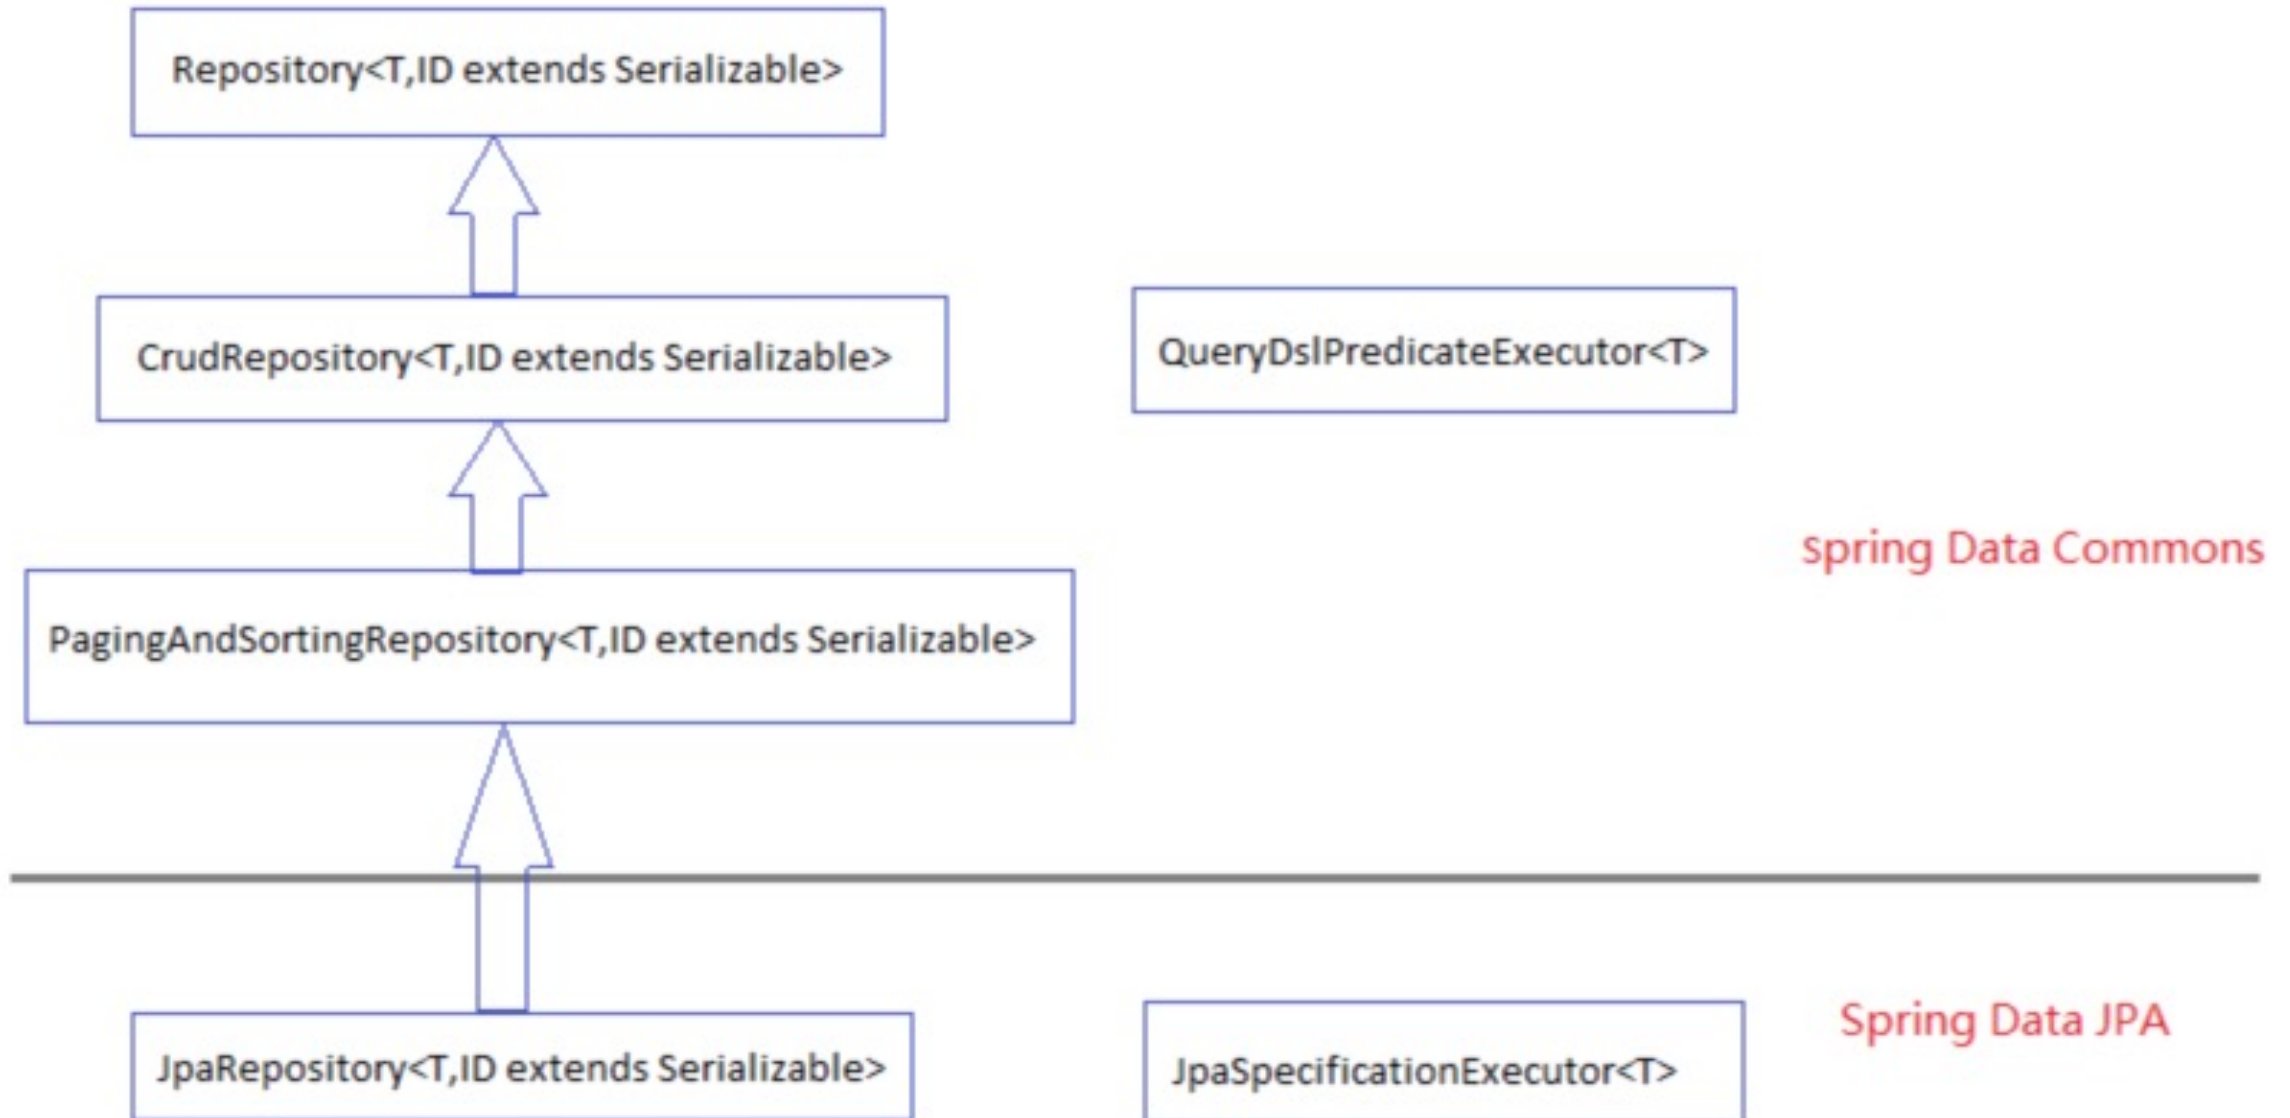 Repository<T,ID extends Serializable>
CrudRepository<T,ID extends Serializable>
QueryDslPredicateExecutor<T>
spring Data Commons
PagingAndSortingRepository<T,ID extends Serializable>
Spring Data JPA
JpaRepository<T,ID extends Serializable>
JpaSpecificationExecutor<T>